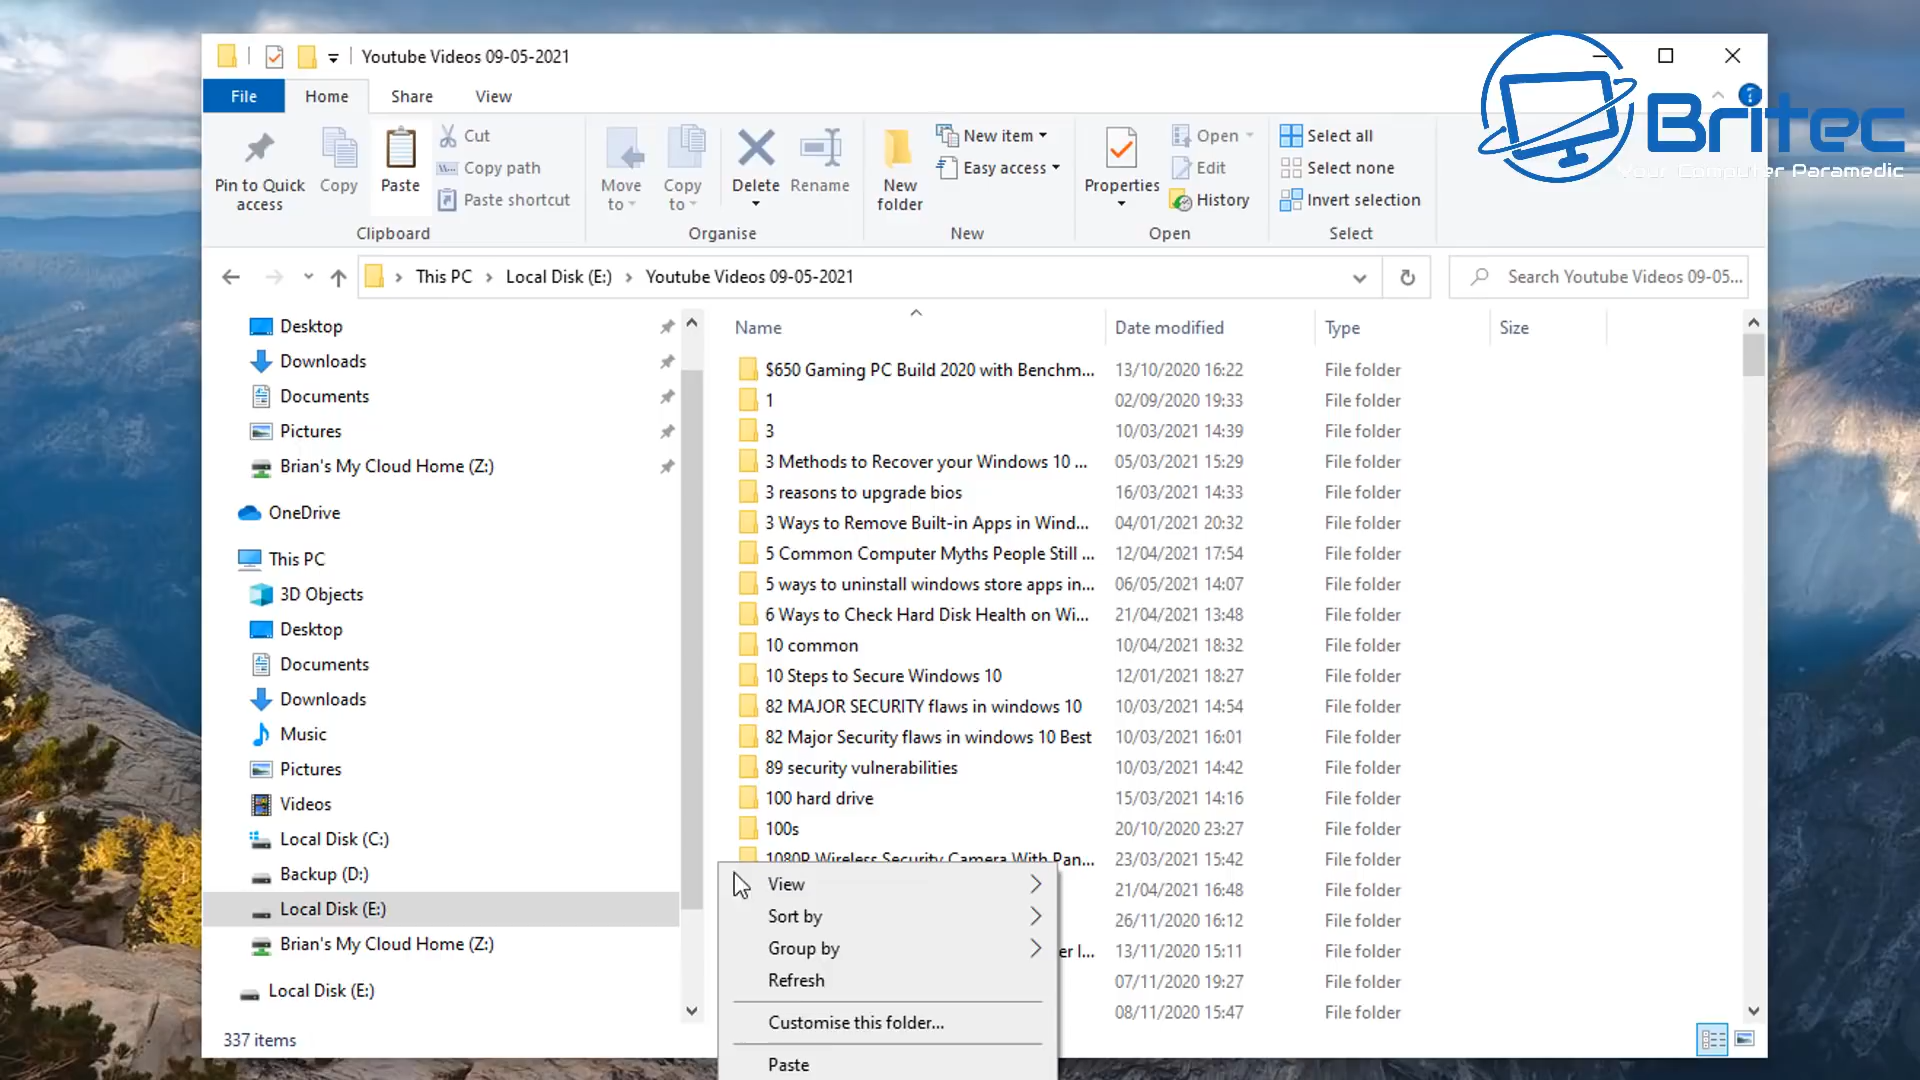 Youtube Videos 09-05-2021
File
Home
Share
View
Pin to Quick
access
Copy
Paste
Cut
Copy path
Paste shortcut
Clipboard
Move
to
Copy
to
Delete
Rename
Organise
New
folder
New item
Easy access
New
Properties
Open
Edit
History
Open
Select all
Select none
Invert selection
Select
Britec
Your Computer Paramedic
This PC
Local Disk (E:)
Youtube Videos 09-05-2021
Search Youtube Videos 09-05...
Desktop
Downloads
Documents
Pictures
Brian's My Cloud Home (Z:)
OneDrive
This PC
3D Objects
Desktop
Documents
Downloads
Music
Pictures
Videos
Local Disk (C:)
Backup (D:)
Local Disk (E:)
Brian's My Cloud Home (Z:)
Local Disk (E:)
337 items
Name Date modified Type Size
$650 Gaming PC Build 2020 with Benchm... 13/10/2020 16:22 File folder
1 02/09/2020 19:33 File folder
3 10/03/2021 14:39 File folder
3 Methods to Recover your Windows 10 ... 05/03/2021 15:29 File folder
3 reasons to upgrade bios 16/03/2021 14:33 File folder
3 Ways to Remove Built-in Apps in Wind... 04/01/2021 20:32 File folder
5 Common Computer Myths People Still ... 12/04/2021 17:54 File folder
5 ways to uninstall windows store apps in... 06/05/2021 14:07 File folder
6 Ways to Check Hard Disk Health on Wi... 21/04/2021 13:48 File folder
10 common 10/04/2021 18:32 File folder
10 Steps to Secure Windows 10 12/01/2021 18:27 File folder
82 MAJOR SECURITY flaws in windows 10 10/03/2021 14:54 File folder
82 Major Security flaws in windows 10 Best 10/03/2021 16:01 File folder
89 security vulnerabilities 10/03/2021 14:42 File folder
100 hard drive 15/03/2021 14:16 File folder
100s 20/10/2020 23:27 File folder
1080P Wireless Security Camera With Pan... 23/03/2021 15:42 File folder
21/04/2021 16:48 File folder
26/11/2020 16:12 File folder
er I... 13/11/2020 15:11 File folder
07/11/2020 19:27 File folder
08/11/2020 15:47 File folder
View
Sort by
Group by
Refresh
Customise this folder...
Paste